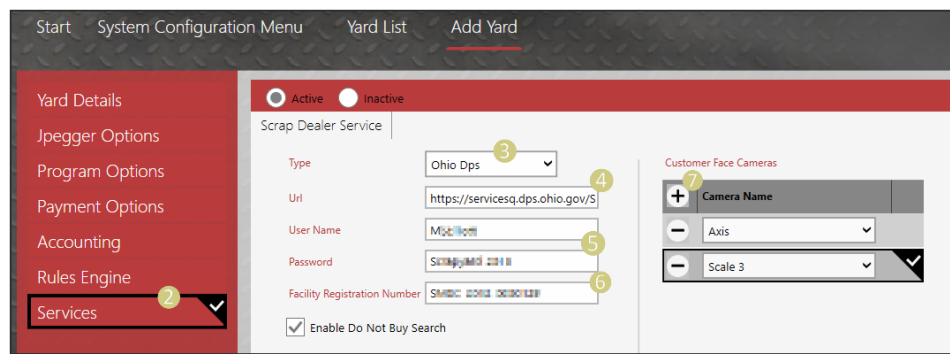 Start System Configuration Menu Yard List Add Yard
Yard Details
Jpegger Options
Program Options
Payment Options
Accounting
Rules Engine
2
Services
Active Inactive
Scrap Dealer Service
3
Type Ohio Dps
4
Url https://servicesq.dps.ohio.gov/S
User Name
5
Password
6
Facility Registration Number
Enable Do Not Buy Search
Customer Face Cameras
7
Camera Name
Axis
Scale 3